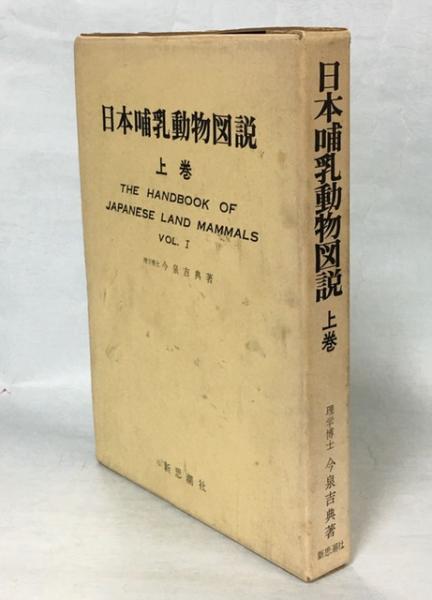 日本哺乳動物図説
上巻
THE HANDBOOK OF
JAPANESE LAND MAMMALS
VOL. I
理学博士 今泉吉典著
新思潮社
日本哺乳動物図説 上巻
理学博士 今泉吉典著
新思潮社